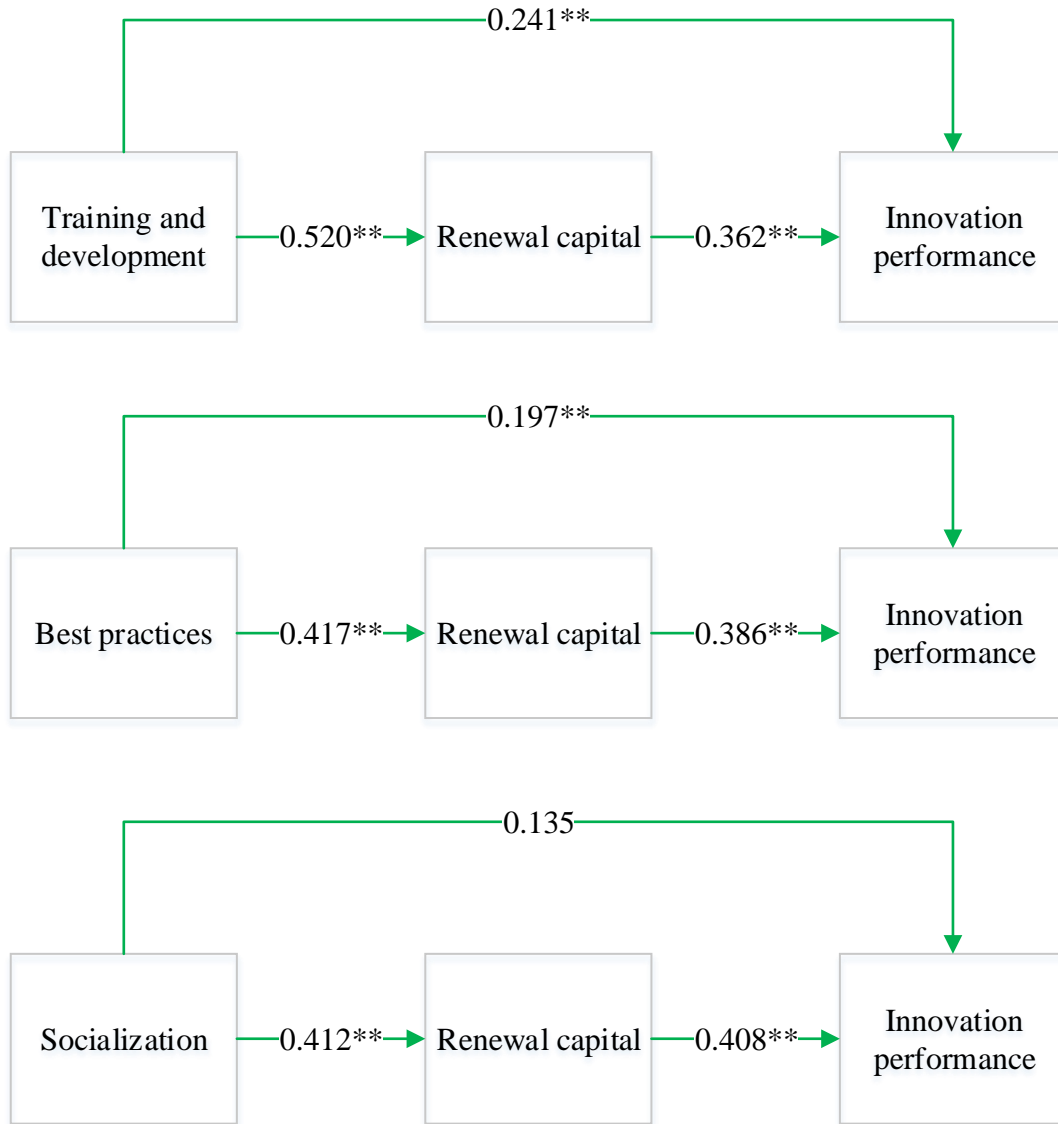 0.241**
Training and
development
0.520**
Renewal capital
0.362**
Innovation
performance
0.197**
Best practices
0.417**
Renewal capital
0.386**
Innovation
performance
0.135
Socialization
0.412**
Renewal capital
0.408**
Innovation
performance